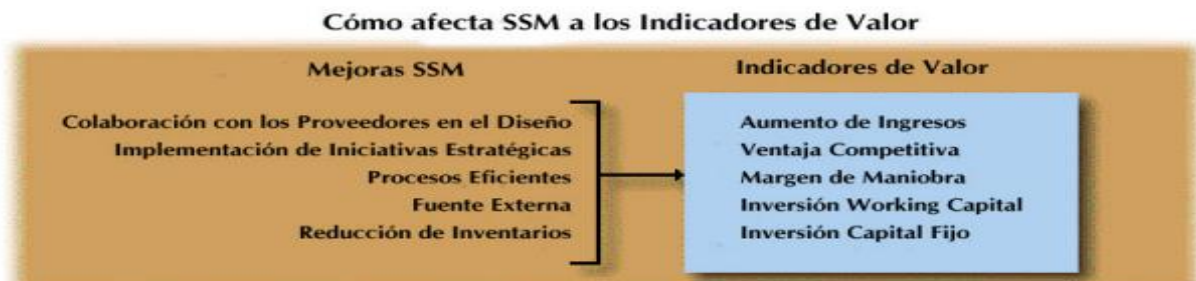 Cómo afecta SSM a los Indicadores de Valor
Mejoras SSM
Colaboración con los Proveedores en el Diseño
Implementación de Iniciativas Estratégicas
Procesos Eficientes
Fuente Externa
Reducción de Inventarios
Indicadores de Valor
Aumento de Ingresos
Ventaja Competitiva
Margen de Maniobra
Inversión Working Capital
Inversión Capital Fijo